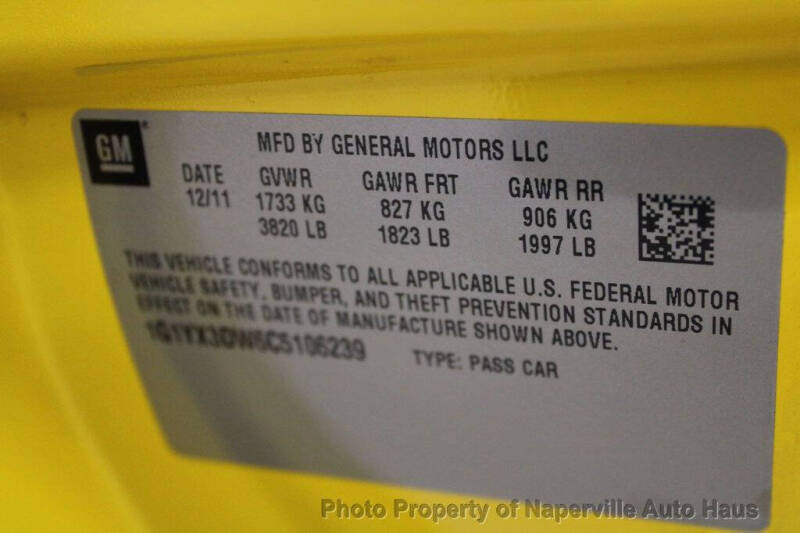 GM
MFD BY GENERAL MOTORS LLC
DATE GVWR GAWR FRT GAWR RR
12/11 1733 KG 827 KG 906 KG
3820 LB 1823 LB 1997 LB
THIS VEHICLE CONFORMS TO ALL APPLICABLE U.S. FEDERAL MOTOR
VEHICLE SAFETY, BUMPER, AND THEFT PREVENTION STANDARDS IN
EFFECT ON THE DATE OF MANUFACTURE SHOWN ABOVE.
TYPE: PASS CAR
Photo Property of Naperville Auto Haus